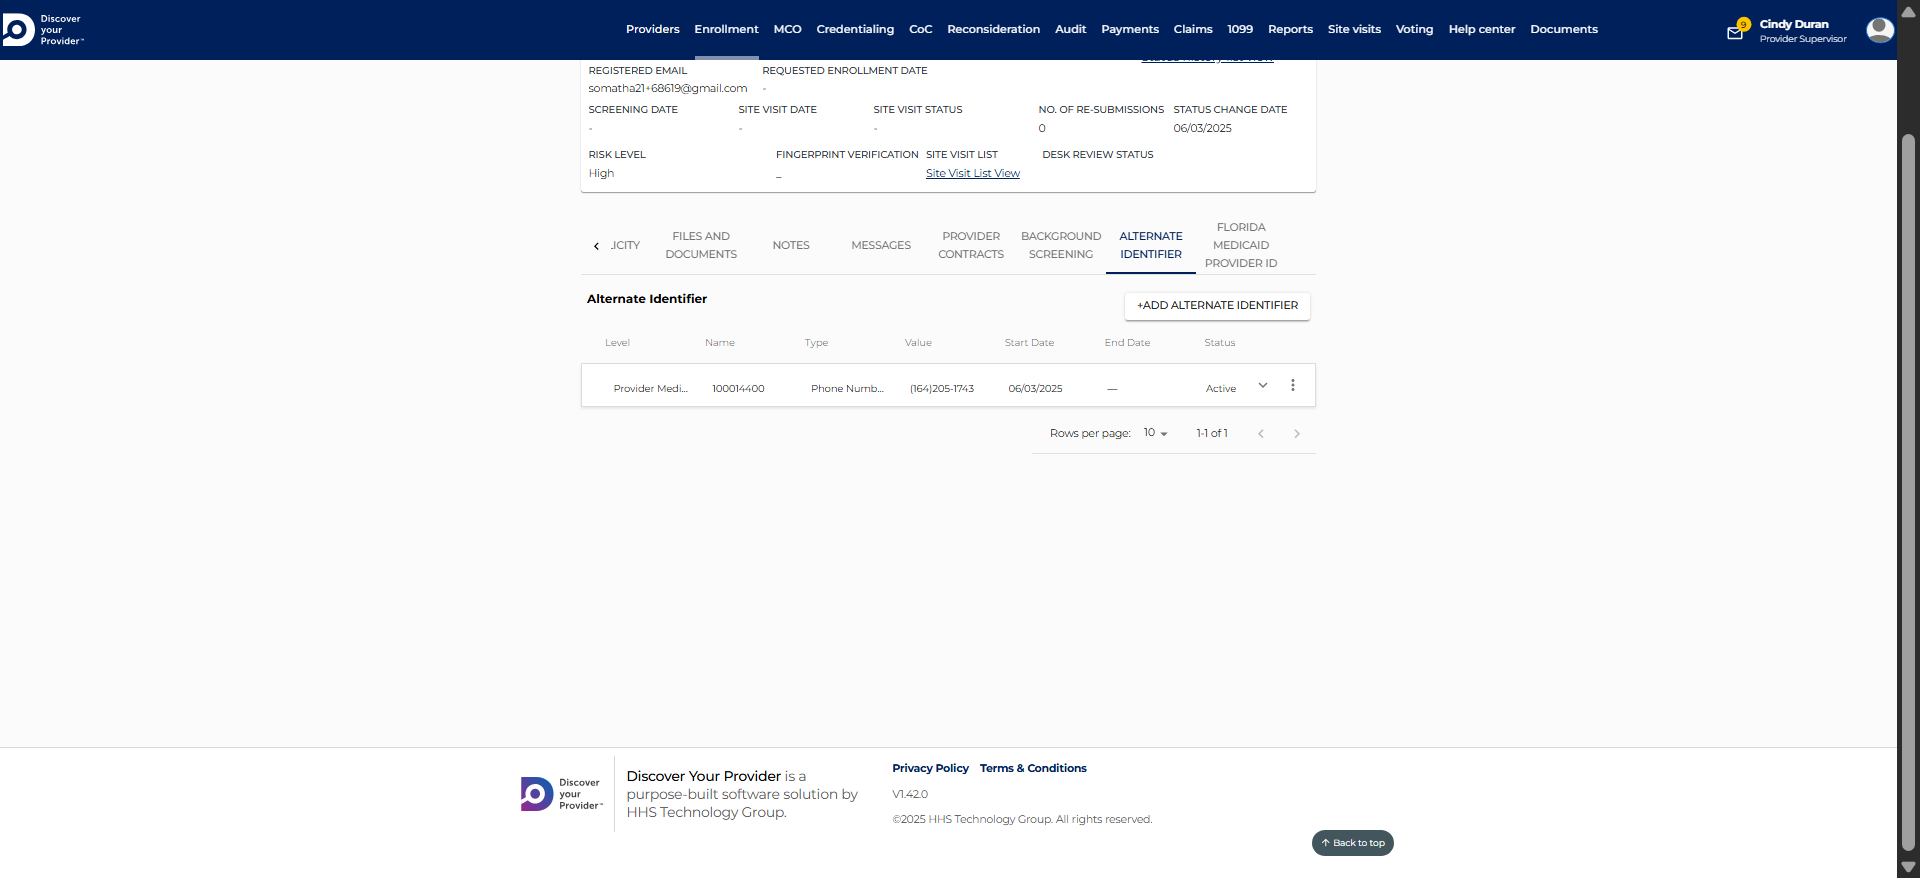 Discover
your
Provider™
Providers Enrollment MCO Credentialing CoC Reconsideration Audit Payments Claims 1099 Reports Site visits Voting Help center Documents
9
Cindy Duran
Provider Supervisor
REGISTERED EMAIL REQUESTED ENROLLMENT DATE
somatha21+68619@gmail.com -
SCREENING DATE SITE VISIT DATE SITE VISIT STATUS NO. OF RE-SUBMISSIONS STATUS CHANGE DATE
- - - 0 06/03/2025
RISK LEVEL FINGERPRINT VERIFICATION SITE VISIT LIST DESK REVIEW STATUS
High _ Site Visit List View
ICITY
FILES AND
DOCUMENTS
NOTES
MESSAGES
PROVIDER
CONTRACTS
BACKGROUND
SCREENING
ALTERNATE
IDENTIFIER
FLORIDA
MEDICAID
PROVIDER ID
Alternate Identifier
+ADD ALTERNATE IDENTIFIER
Level Name Type Value Start Date End Date Status
Provider Medi... 100014400 Phone Numb... (164)205-1743 06/03/2025 — Active
Rows per page: 10 1-1 of 1
Discover
your
Provider™
Discover Your Provider is a
purpose-built software solution by
HHS Technology Group.
Privacy Policy Terms & Conditions
V1.42.0
©2025 HHS Technology Group. All rights reserved.
Back to top